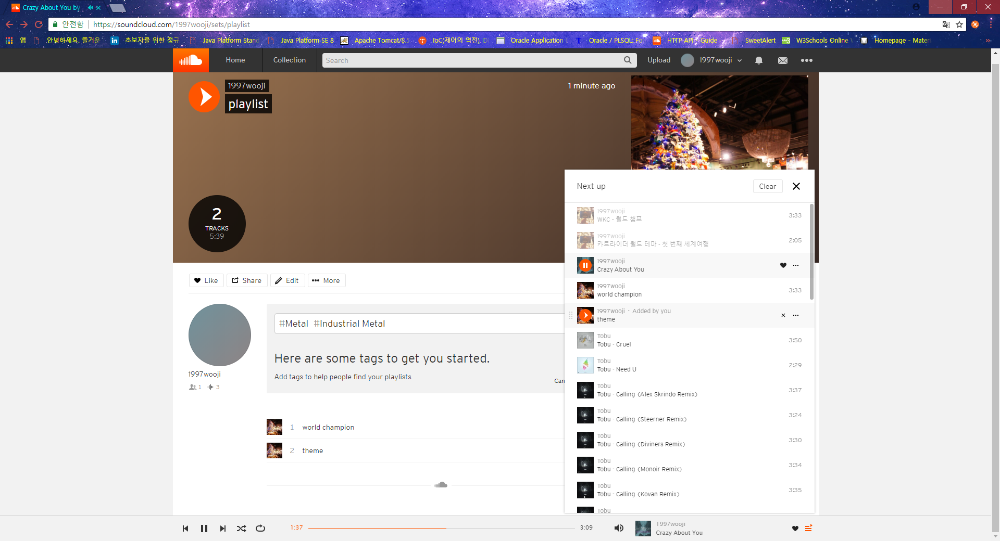 Crazy About You by
안전함 https://soundcloud.com/1997wooji/sets/playlist
앱 안녕하세요. 즐거운 초보자를 위한 정규 Java Platform Stand Java Platform SE 8 Apache Tomcat/8.5 IoC(제어의 역전), D Oracle Application Oracle / PLSQL: HTTP API - Guide SweetAlert W3Schools Online Homepage - Mater
Home Collection Search Upload 1997wooji
1997wooji
1 minute ago
playlist
2
TRACKS
5:39
Next up Clear
1997wooji
WKC - 월드 챔프 3:33
1997wooji
카트라이더 월드 테마 - 첫 번째 세계여행 2:05
1997wooji
Crazy About You
1997wooji
world champion 3:33
1997wooji · Added by you
theme
Tobu
Tobu - Cruel 3:50
Tobu
Tobu - Need U 2:29
Tobu
Tobu - Calling (Alex Skrindo Remix) 3:37
Tobu
Tobu - Calling (Steerner Remix) 3:24
Tobu
Tobu - Calling (Diviners Remix) 3:30
Tobu
Tobu - Calling (Monoir Remix) 3:34
Tobu
Tobu - Calling (Kovan Remix) 3:35
Tobu
Like Share Edit More
#Metal #Industrial Metal
Here are some tags to get you started.
Add tags to help people find your playlists
Can
1997wooji
1 3
1 world champion
2 theme
1:37 3:09
1997wooji
Crazy About You